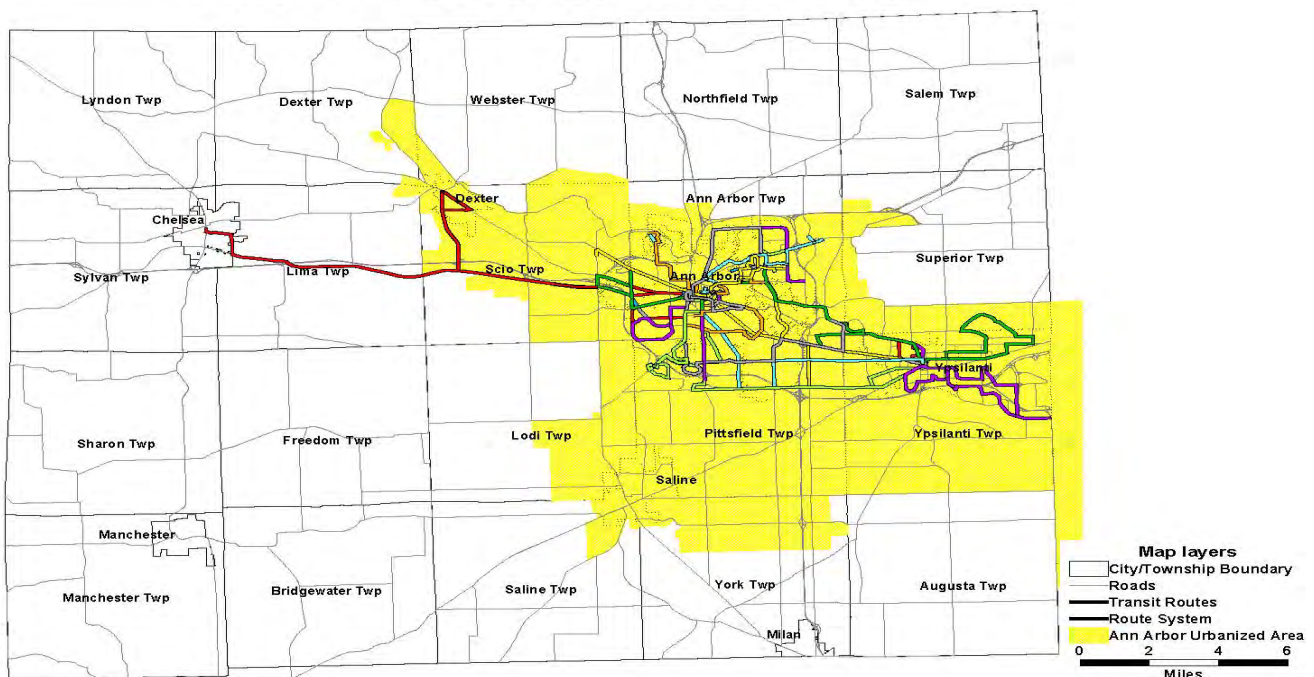 Lyndon Twp
Dexter Twp
Webster Twp
Northfield Twp
Salem Twp
Chelsea
Dexter
Ann Arbor Twp
Sylvan Twp
Lima Twp
Scio Twp
Ann Arbor
Superior Twp
Ypsilanti
Sharon Twp
Freedom Twp
Lodi Twp
Pittsfield Twp
Ypsilanti Twp
Saline
Manchester
Manchester Twp
Bridgewater Twp
Saline Twp
York Twp
Augusta Twp
Milan
Map layers
City/Township Boundary
Roads
Transit Routes
Route System
Ann Arbor Urbanized Area
0 2 4 6
Miles